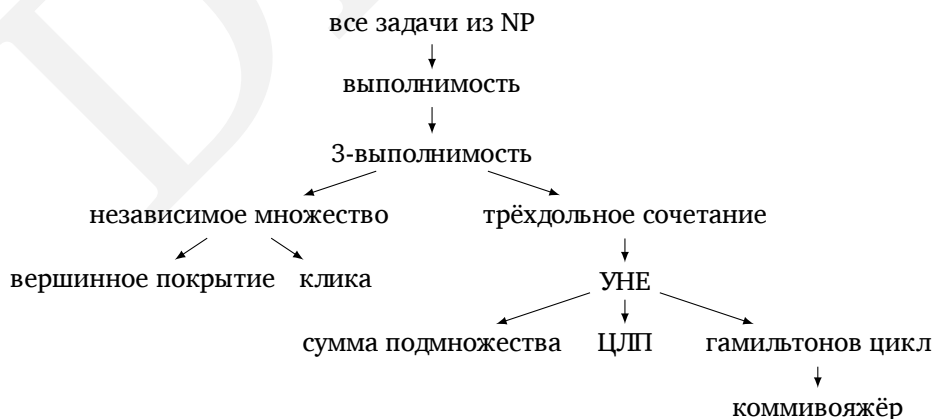 все задачи из NP
выполнимость
3-выполнимость
независимое множество трёхдольное сочетание
вершинное покрытие клика УНЕ
сумма подмножества ЦЛП гамильтонов цикл
коммивояжёр